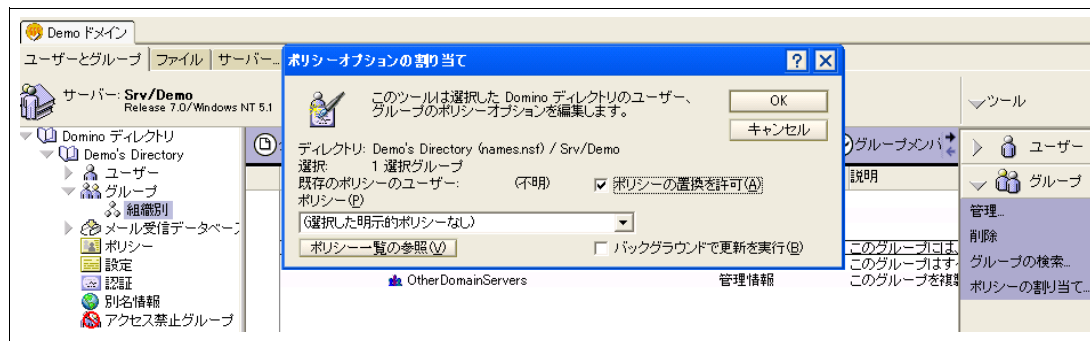 Demo ドメイン
ユーザーとグループ ファイル サーバー...
サーバー: Srv/Demo
Release 7.0/Windows NT 5.1
Domino ディレクトリ
Demo's Directory
ユーザー
グループ
組織別
メール受信データベース
ポリシー
設定
認証
別名情報
アクセス禁止グループ
ポリシーオプションの割り当て
このツールは選択した Domino ディレクトリのユーザー、
グループのポリシーオプションを編集します。
OK
キャンセル
ディレクトリ: Demo's Directory (names.nsf) / Srv/Demo
選択: 1 選択グループ
既存のポリシーのユーザー: (不明) ポリシーの置換を許可(A)
ポリシー(P)
(選択した明示的ポリシーなし)
ポリシー一覧の参照(V) バックグラウンドで更新を実行(B)
OtherDomainServers 管理情報 このグループを複製
グループメンバ
説明
このグループには、
このグループはす
ツール
ユーザー
グループ
管理...
削除
グループの検索...
ポリシーの割り当て...